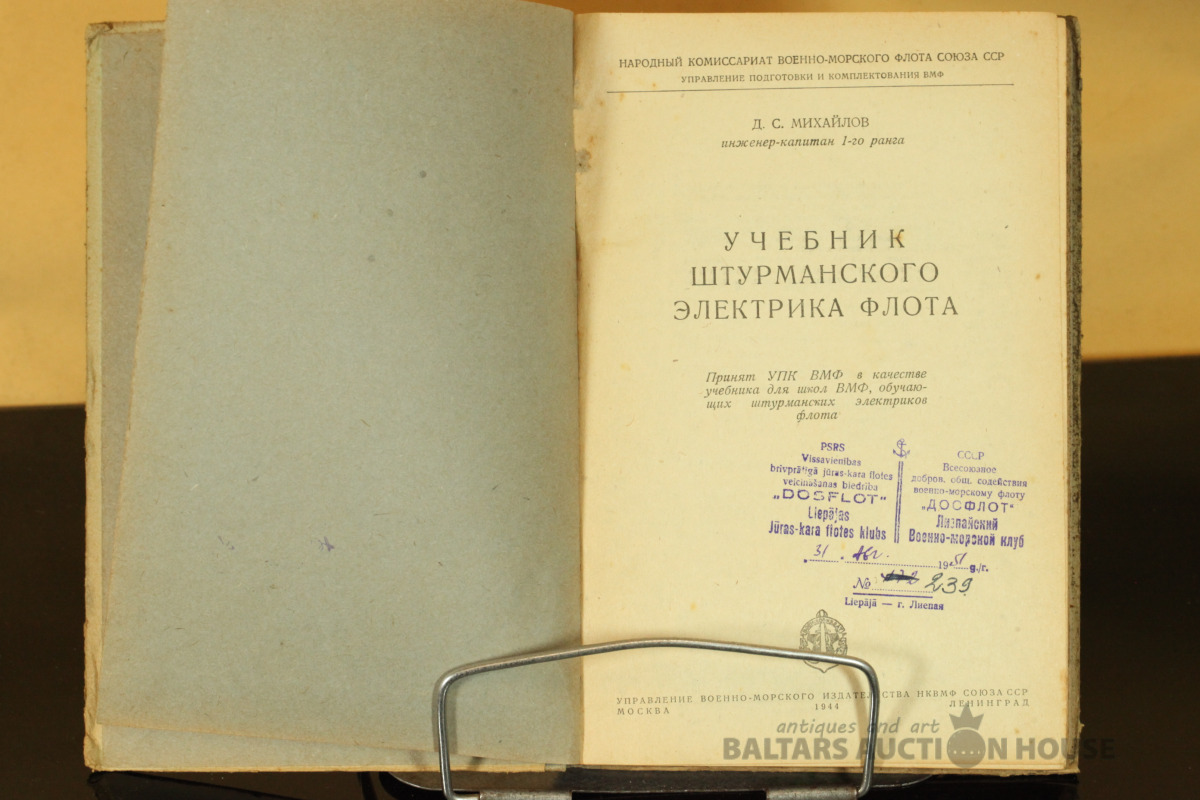 НАРОДНЫЙ КОМИССАРИАТ ВОЕННО-МОРСКОГО ФЛОТА СОЮЗА ССР
УПРАВЛЕНИЕ ПОДГОТОВКИ И КОМПЛЕКТОВАНИЯ ВМФ
Д. С. МИХАЙЛОВ
инженер-капитан 1-го ранга
УЧЕБНИК
ШТУРМАНСКОГО
ЭЛЕКТРИКА ФЛОТА
Принят УПК ВМФ в качестве
учебника для школ ВМФ, обучаю-
щих штурманских электриков
флота
PSRS
Vissavienības
brīvprātīgā jūras-kara flotes
veicināšanas biedrība
„DOSFLOT"
Liepājas
Jūras-kara flotes klubs
СССР
Всесоюзное
добров. общ. содействия
военно-морскому флоту
„ДОСФЛОТ"
Лиепайский
Военно-морской клуб
31 авг. 1951 g./г.
№ 172 239
Liepājā — г. Лиепая
УПРАВЛЕНИЕ ВОЕННО-МОРСКОГО ИЗДАТЕЛЬСТВА НКВМФ СОЮЗА ССР
МОСКВА 1944 ЛЕНИНГРАД
antiques and art
BALTARS AUCTION HOUSE